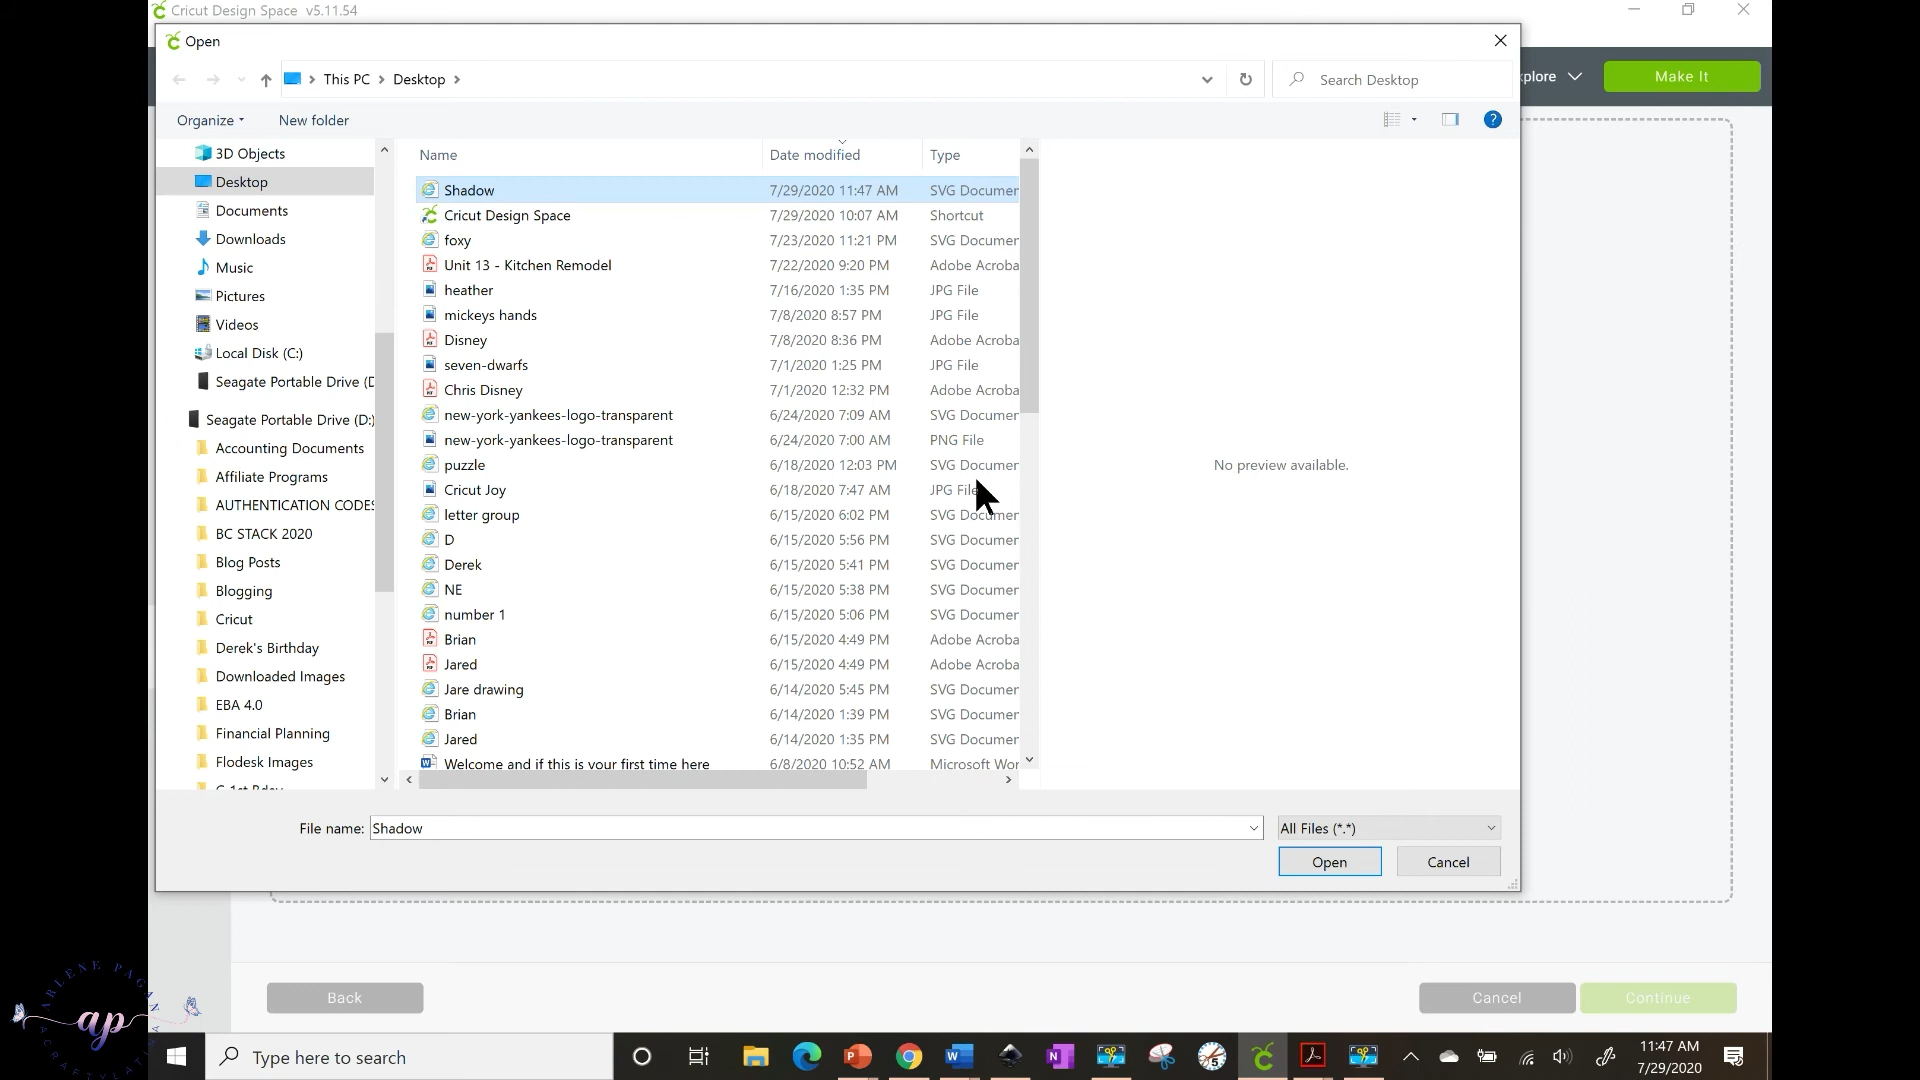 Cricut Design Space v5.11.54
Open
This PC > Desktop >
Search Desktop
xplore
Make It
Organize
New folder
?
3D Objects
Desktop
Documents
Downloads
Music
Pictures
Videos
Local Disk (C:)
Seagate Portable Drive (D
Seagate Portable Drive (D:)
Accounting Documents
Affiliate Programs
AUTHENTICATION CODES
BC STACK 2020
Blog Posts
Blogging
Cricut
Derek's Birthday
Downloaded Images
EBA 4.0
Financial Planning
Flodesk Images
Name Date modified Type
Shadow 7/29/2020 11:47 AM SVG Documen
Cricut Design Space 7/29/2020 10:07 AM Shortcut
foxy 7/23/2020 11:21 PM SVG Documen
Unit 13 - Kitchen Remodel 7/22/2020 9:20 PM Adobe Acroba
heather 7/16/2020 1:35 PM JPG File
mickeys hands 7/8/2020 8:57 PM JPG File
Disney 7/8/2020 8:36 PM Adobe Acroba
seven-dwarfs 7/1/2020 1:25 PM JPG File
Chris Disney 7/1/2020 12:32 PM Adobe Acroba
new-york-yankees-logo-transparent 6/24/2020 7:09 AM SVG Documen
new-york-yankees-logo-transparent 6/24/2020 7:00 AM PNG File
puzzle 6/18/2020 12:03 PM SVG Documen
Cricut Joy 6/18/2020 7:47 AM JPG File
letter group 6/15/2020 6:02 PM SVG Documen
D 6/15/2020 5:56 PM SVG Documen
Derek 6/15/2020 5:41 PM SVG Documen
NE 6/15/2020 5:38 PM SVG Documen
number 1 6/15/2020 5:06 PM SVG Documen
Brian 6/15/2020 4:49 PM Adobe Acroba
Jared 6/15/2020 4:49 PM Adobe Acroba
Jare drawing 6/14/2020 5:45 PM SVG Documen
Brian 6/14/2020 1:39 PM SVG Documen
Jared 6/14/2020 1:35 PM SVG Documen
Welcome and if this is your first time here 6/8/2020 10:52 AM Microsoft Wor
No preview available.
File name: Shadow
All Files (*.*)
Open
Cancel
Back
Cancel
Continue
ARLENE PAGAN
ap
Type here to search
11:47 AM
7/29/2020